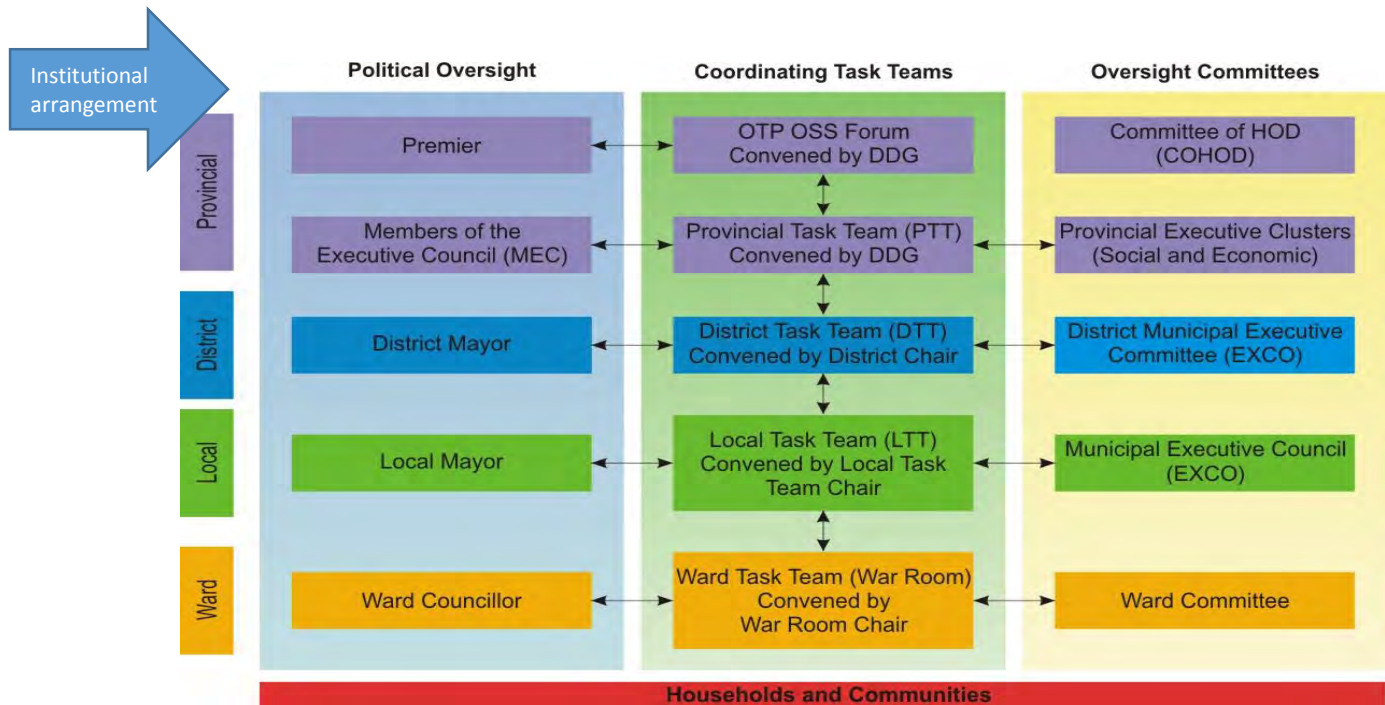 Institutional
arrangement
Political Oversight
Coordinating Task Teams
Oversight Committees
Provincial
Premier
OTP OSS Forum
Convened by DDG
Committee of HOD
(COHOD)
Members of the
Executive Council (MEC)
Provincial Task Team (PTT)
Convened by DDG
Provincial Executive Clusters
(Social and Economic)
District
District Mayor
District Task Team (DTT)
Convened by District Chair
District Municipal Executive
Committee (EXCO)
Local
Local Mayor
Local Task Team (LTT)
Convened by Local Task
Team Chair
Municipal Executive Council
(EXCO)
Ward
Ward Councillor
Ward Task Team (War Room)
Convened by
War Room Chair
Ward Committee
Households and Communities